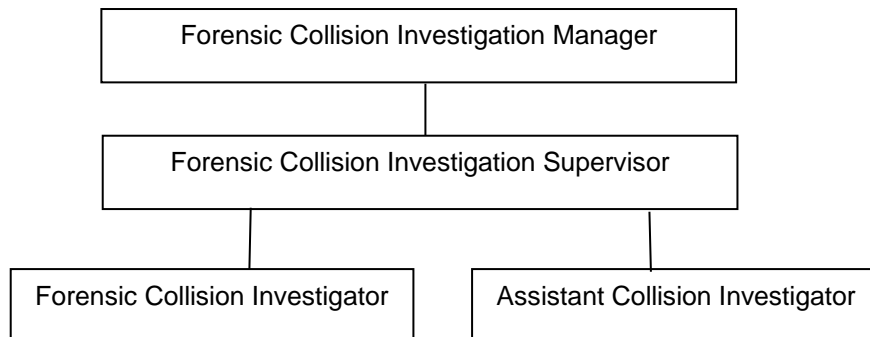 Forensic Collision Investigation Manager
Forensic Collision Investigation Supervisor
Forensic Collision Investigator
Assistant Collision Investigator